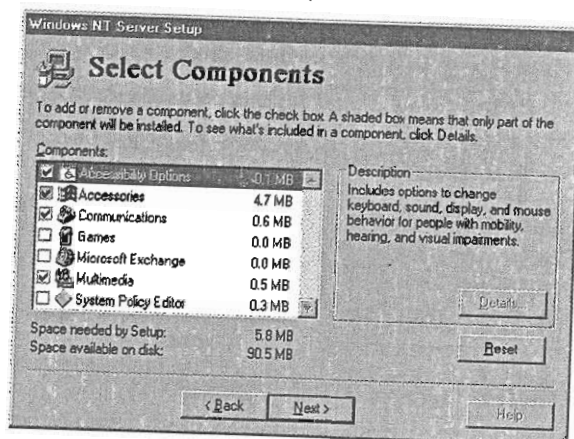 Windows NT Server Setup
Select Components
To add or remove a component, click the check box. A shaded box means that only part of the
component will be installed. To see what's included in a component, click Details.
Components:
Accessibility Options -0.1 MB
Accessories 4.7 MB
Communications 0.6 MB
Games 0.0 MB
Microsoft Exchange 0.0 MB
Multimedia 0.5 MB
System Policy Editor 0.3 MB
Description
Includes options to change
keyboard, sound, display, and mouse
behavior for people with mobility,
hearing, and visual impairments.
Details...
Space needed by Setup: 5.8 MB
Space available on disk: 90.5 MB
Reset
< Back
Next >
Help